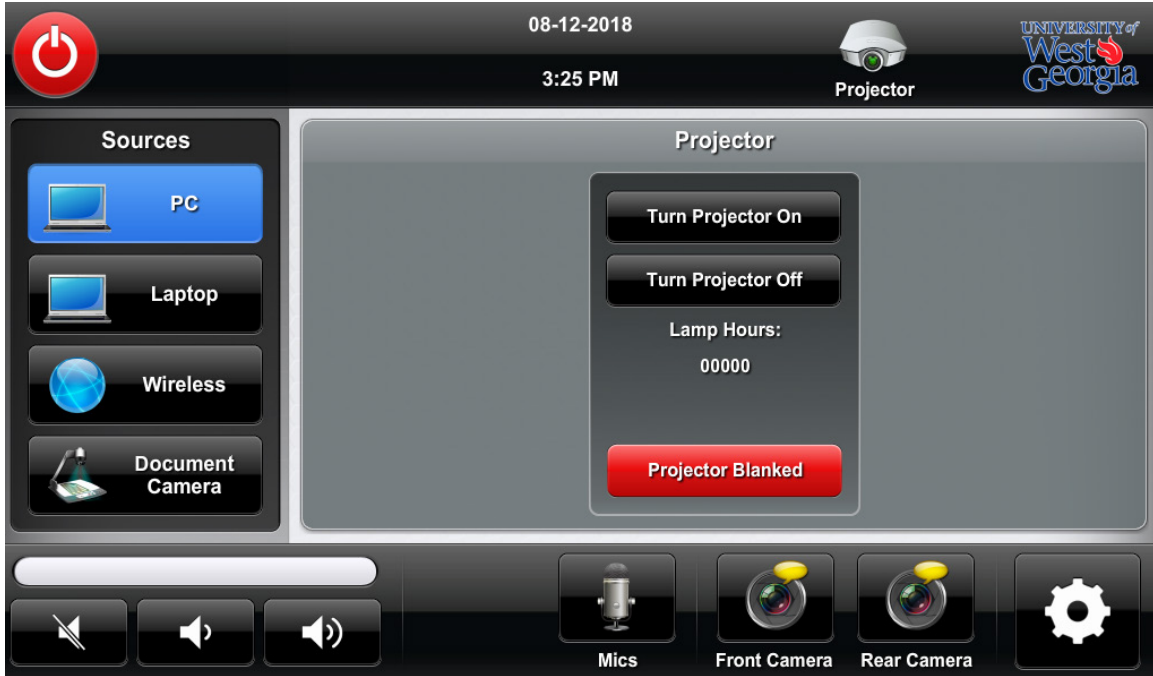 08-12-2018
3:25 PM
Projector
UNIVERSITY of
West
Georgia
Sources
PC
Laptop
Wireless
Document
Camera
Projector
Turn Projector On
Turn Projector Off
Lamp Hours:
00000
Projector Blanked
Mics
Front Camera
Rear Camera